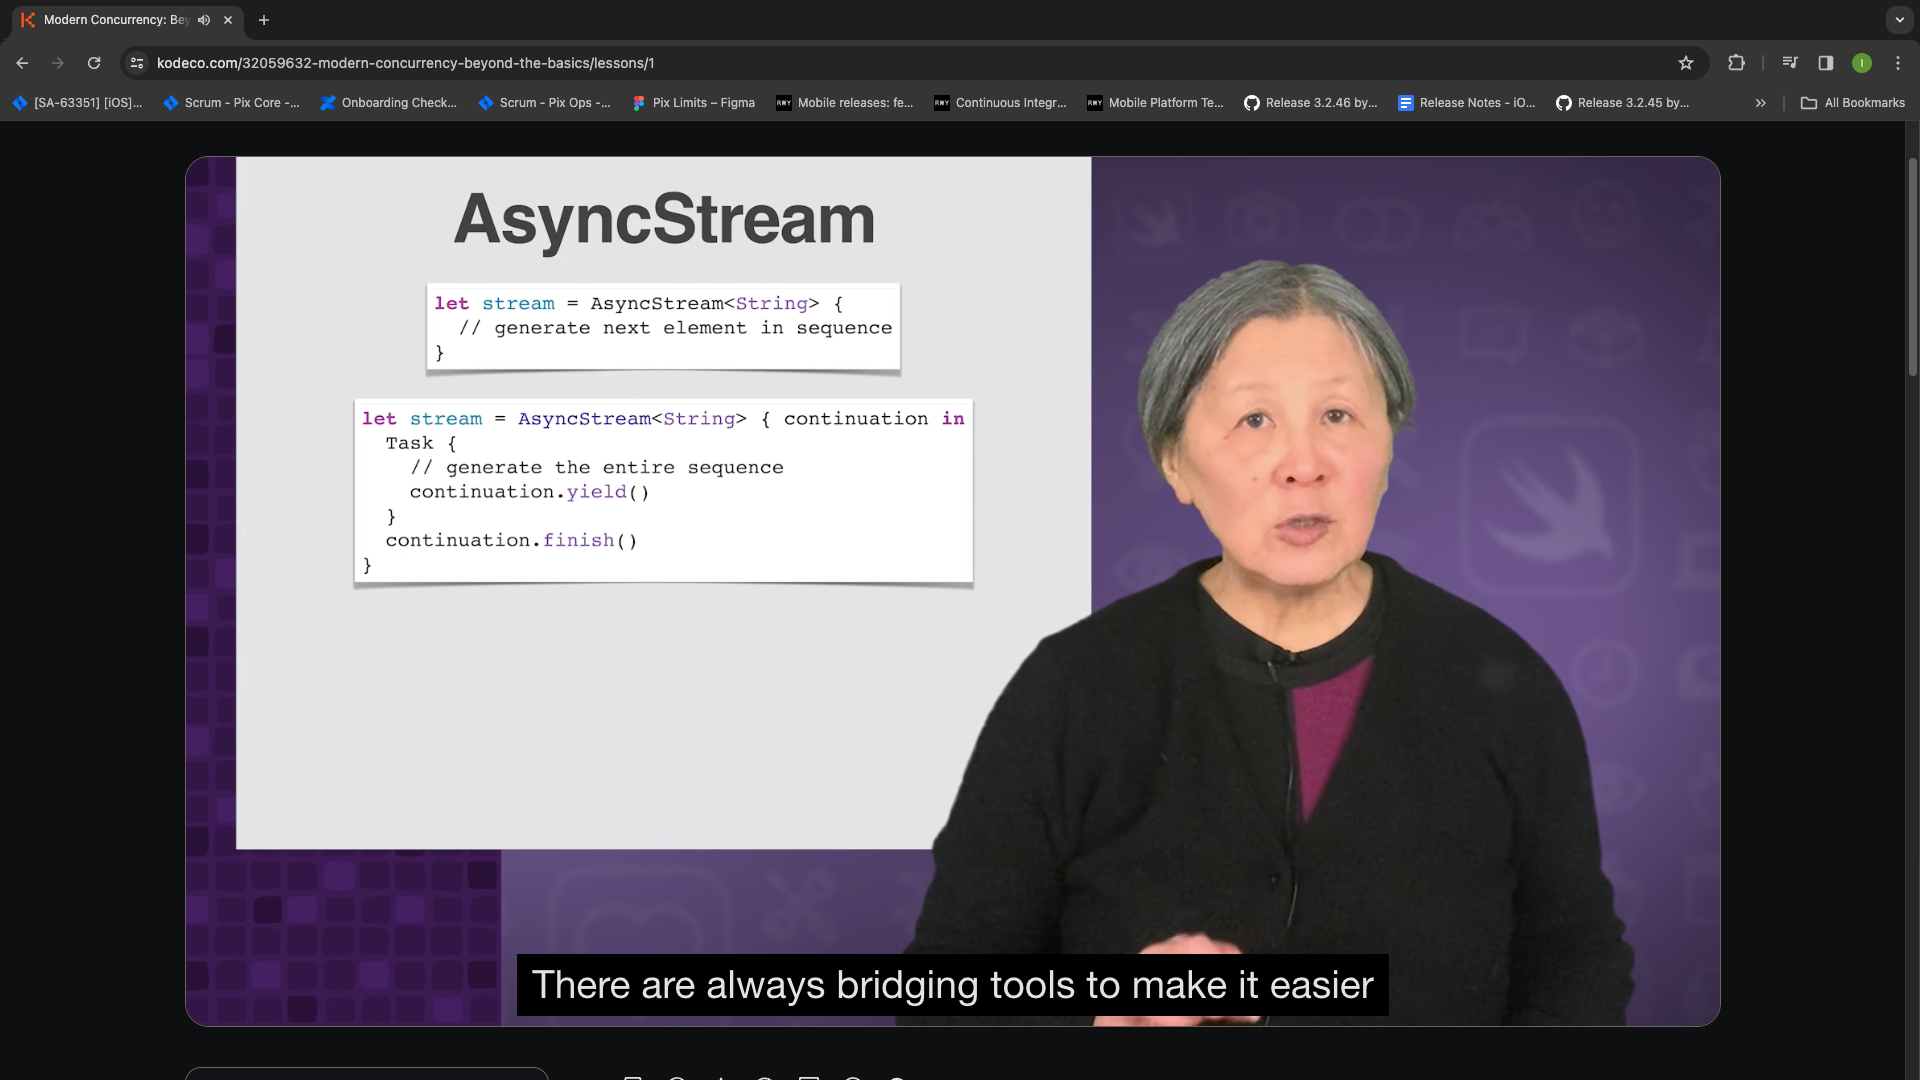 Modern Concurrency: Bey
kodeco.com/32059632-modern-concurrency-beyond-the-basics/lessons/1
[SA-63351] [iOS]...
Scrum - Pix Core -...
Onboarding Check...
Scrum - Pix Ops -...
Pix Limits – Figma
RWY
Mobile releases: fe...
RWY
Continuous Integr...
RWY
Mobile Platform Te...
Release 3.2.46 by...
Release Notes - iO...
Release 3.2.45 by...
»
All Bookmarks
I
AsyncStream
let stream = AsyncStream<String> {
// generate next element in sequence
}
let stream = AsyncStream<String> { continuation in
Task {
// generate the entire sequence
continuation.yield()
}
continuation.finish()
}
There are always bridging tools to make it easier